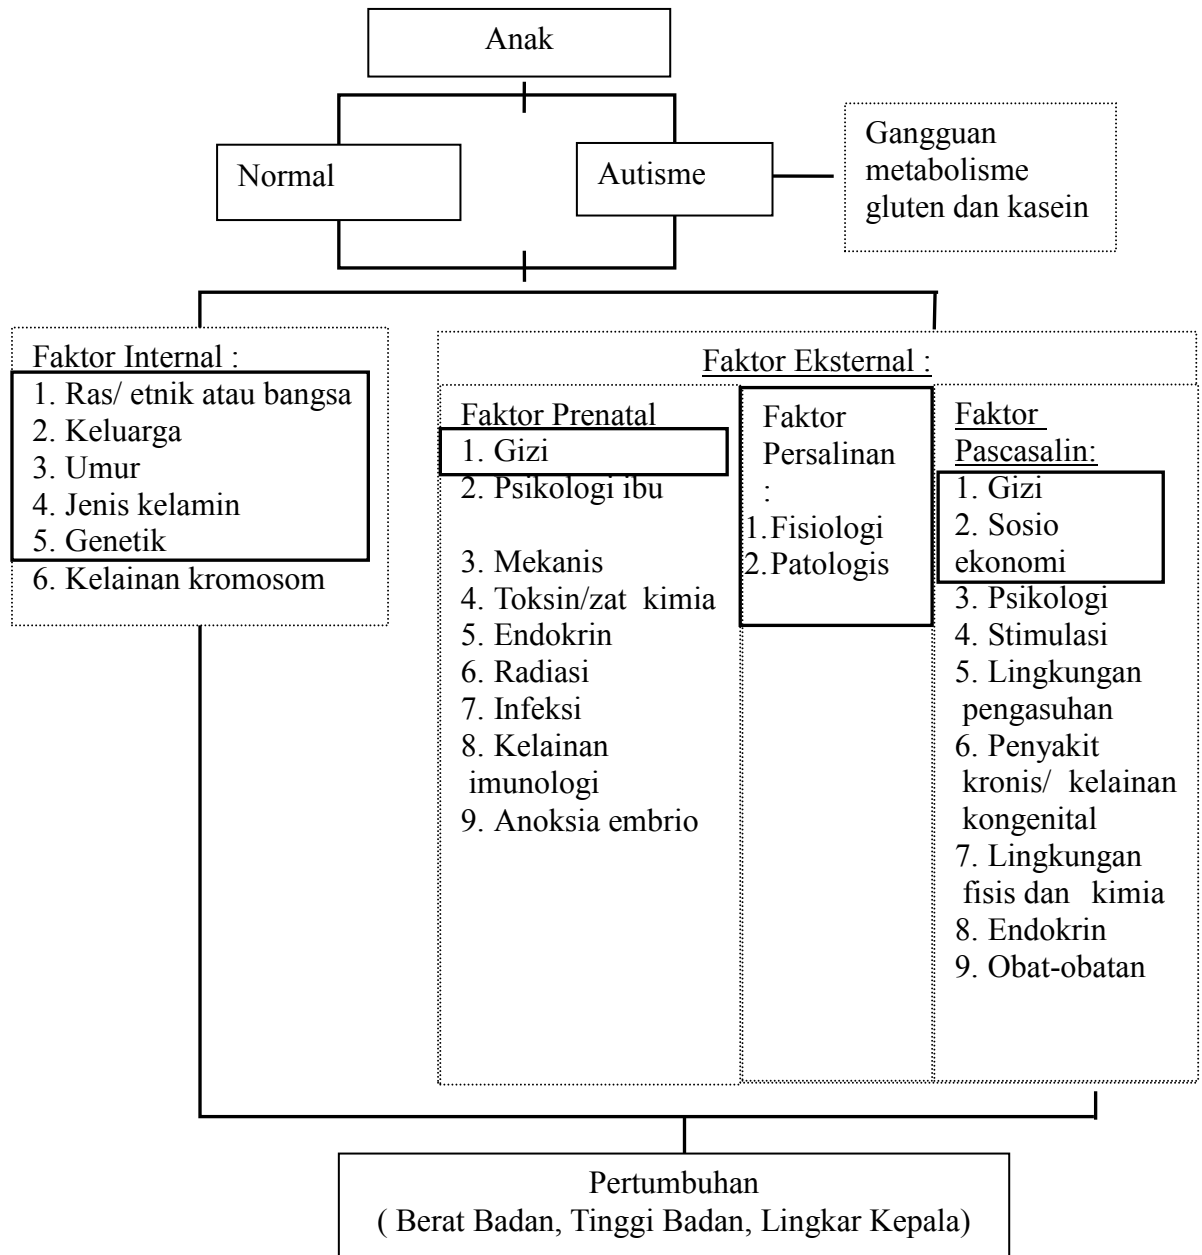 Anak
Normal
Autisme
Gangguan
metabolisme
gluten dan kasein
Faktor Internal :
1. Ras/ etnik atau bangsa
2. Keluarga
3. Umur
4. Jenis kelamin
5. Genetik
6. Kelainan kromosom
Faktor Eksternal :
Faktor Prenatal
1. Gizi
2. Psikologi ibu
3. Mekanis
4. Toksin/zat kimia
5. Endokrin
6. Radiasi
7. Infeksi
8. Kelainan
imunologi
9. Anoksia embrio
Faktor
Persalinan
:
1.Fisiologi
2.Patologis
Faktor
Pascasalin:
1. Gizi
2. Sosio
ekonomi
3. Psikologi
4. Stimulasi
5. Lingkungan
pengasuhan
6. Penyakit
kronis/ kelainan
kongenital
7. Lingkungan
fisis dan kimia
8. Endokrin
9. Obat-obatan
Pertumbuhan
( Berat Badan, Tinggi Badan, Lingkar Kepala)